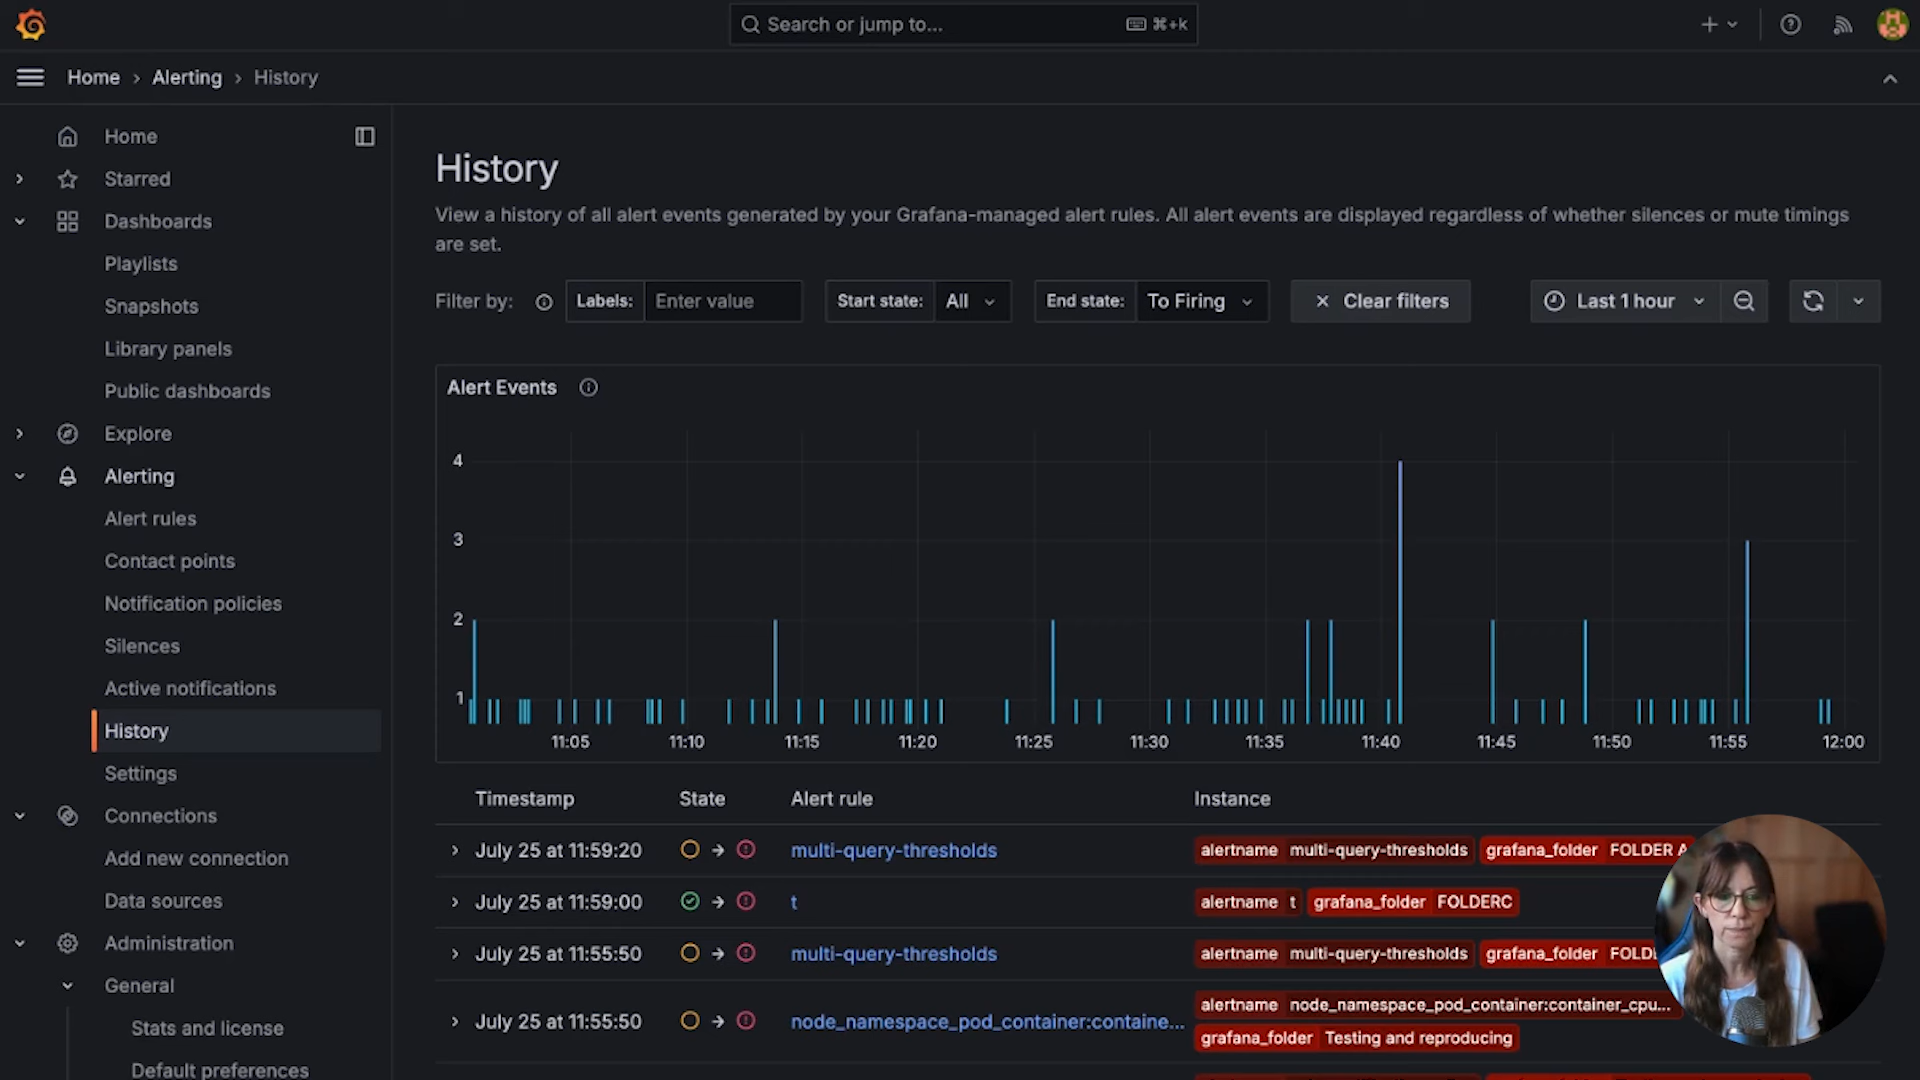 Search or jump to...
⌘+k
Home > Alerting > History
Home
Starred
Dashboards
Playlists
Snapshots
Library panels
Public dashboards
Explore
Alerting
Alert rules
Contact points
Notification policies
Silences
Active notifications
History
Settings
Connections
Add new connection
Data sources
Administration
General
Stats and license
Default preferences
History
View a history of all alert events generated by your Grafana-managed alert rules. All alert events are displayed regardless of whether silences or mute timings
are set.
Filter by: Labels: Enter value Start state: All End state: To Firing Clear filters Last 1 hour
Alert Events
4
3
2
1
11:05 11:10 11:15 11:20 11:25 11:30 11:35 11:40 11:45 11:50 11:55 12:00
Timestamp State Alert rule Instance
July 25 at 11:59:20 multi-query-thresholds alertname multi-query-thresholds grafana_folder FOLDER A
July 25 at 11:59:00 t alertname t grafana_folder FOLDERC
July 25 at 11:55:50 multi-query-thresholds alertname multi-query-thresholds grafana_folder
July 25 at 11:55:50 node_namespace_pod_container:containe... alertname node_namespace_pod_container:container_cpu...
grafana_folder Testing and reproducing